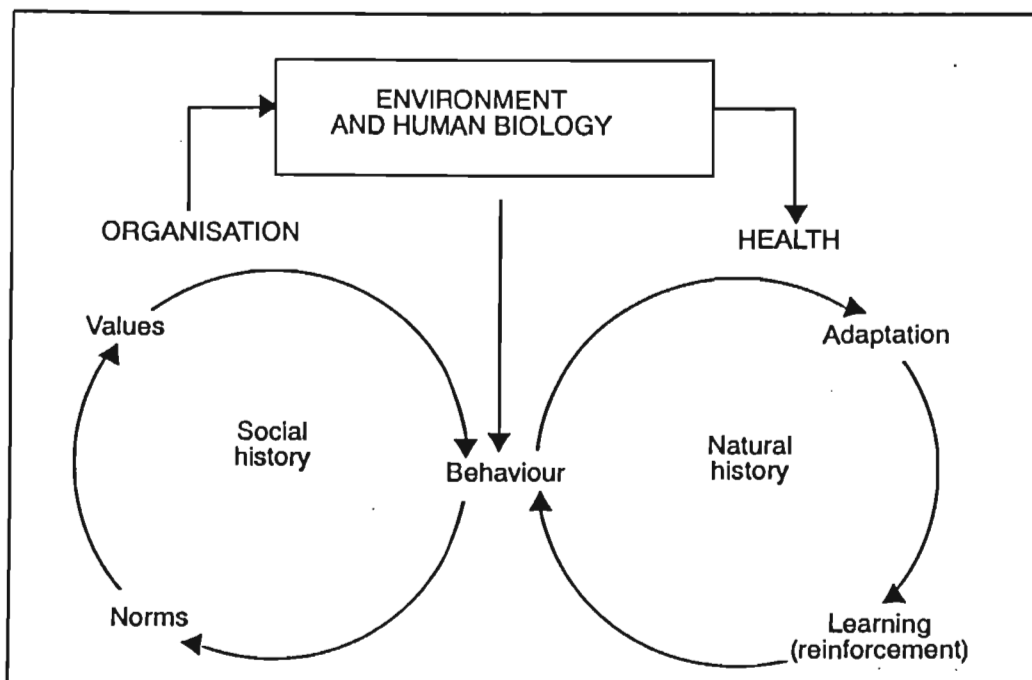 ENVIRONMENT
AND HUMAN BIOLOGY
ORGANISATION
HEALTH
Values
Adaptation
Social
history
Natural
history
Behaviour
Norms
Learning
(reinforcement)